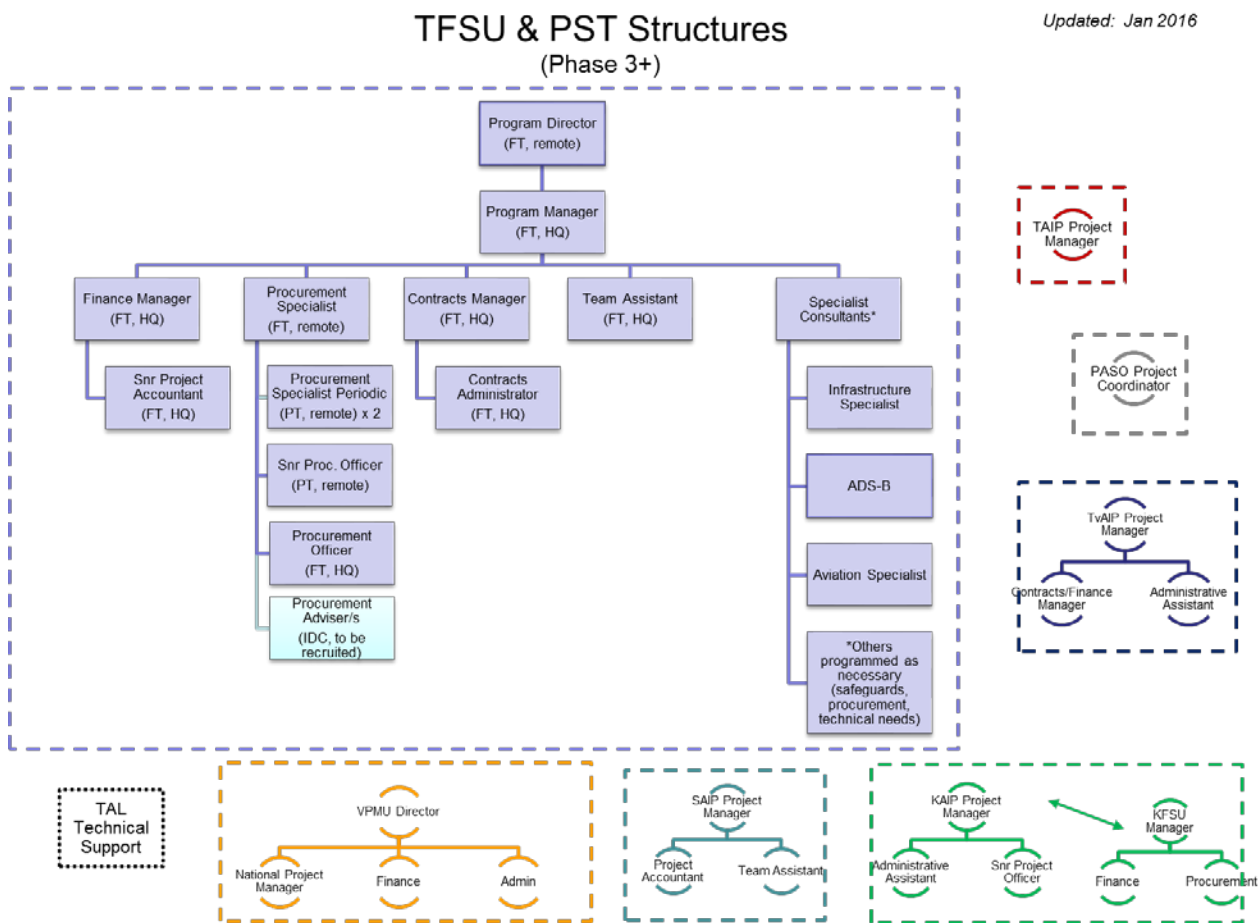 TFSU & PST Structures
(Phase 3+)
Updated:  Jan 2016
Program Director
(FT, remote)
Program Manager
(FT, HQ)
Finance Manager
(FT, HQ)
Procurement
Specialist
(FT, remote)
Contracts Manager
(FT, HQ)
Team Assistant
(FT, HQ)
Specialist
Consultants*
Snr Project
Accountant
(FT, HQ)
Procurement
Specialist Periodic
(PT, remote) x 2
Snr Proc. Officer
(PT, remote)
Procurement
Officer
(FT, HQ)
Procurement
Adviser/s
(IDC, to be
recruited)
Contracts
Administrator
(FT, HQ)
Infrastructure
Specialist
ADS-B
Aviation Specialist
*Others
programmed as
necessary
(safeguards,
procurement,
technical needs)
TAIP Project
Manager
PASO Project
Coordinator
TvAIP Project
Manager
Contracts/Finance
Manager
Administrative
Assistant
TAL
Technical
Support
VPMU Director
National Project
Manager
Finance
Admin
SAIP Project
Manager
Project
Accountant
Team Assistant
KAIP Project
Manager
Administrative
Assistant
Snr Project
Officer
KFSU
Manager
Finance
Procurement